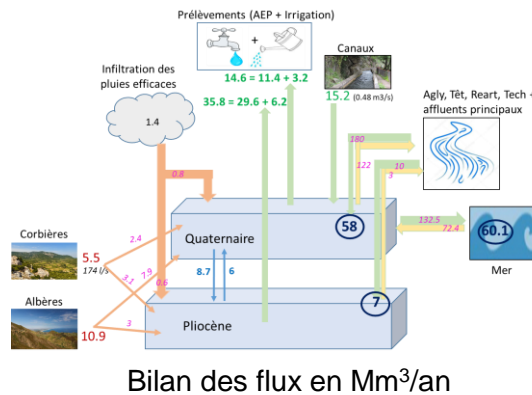 Prélèvements (AEP + Irrigation)
+
Canaux
14.6 = 11.4 + 3.2
15.2 (0.48 m3/s)
35.8 = 29.6 + 6.2
Infiltration des
pluies efficaces
1.4
Agly, Têt, Reart, Tech +
affluents principaux
180
122
10
3
0.8
58
132.5
72.4
60.1
Mer
Corbières
5.5
174 l/s
2.4
3.1
7.9
0.6
Quaternaire
8.7
6
Albères
10.9
3
Pliocène
7
Bilan des flux en Mm³/an